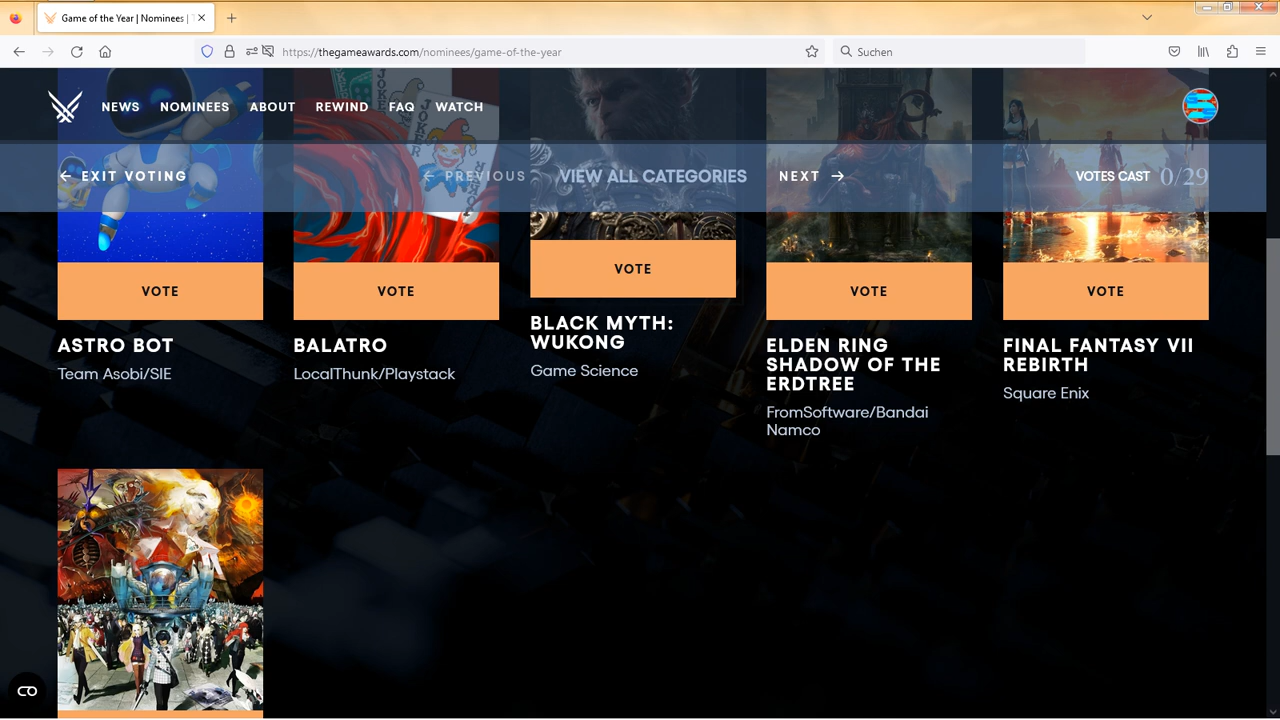 Game of the Year | Nominees | T
https://thegameawards.com/nominees/game-of-the-year
Suchen
NEWS NOMINEES ABOUT REWIND FAQ WATCH
JOKER
JOKER
EXIT VOTING
PREVIOUS
VIEW ALL CATEGORIES
NEXT
VOTES CAST 0/29
VOTE
VOTE
VOTE
VOTE
VOTE
ASTRO BOT
Team Asobi/SIE
BALATRO
LocalThunk/Playstack
BLACK MYTH:
WUKONG
Game Science
ELDEN RING
SHADOW OF THE
ERDTREE
FromSoftware/Bandai
Namco
FINAL FANTASY VII
REBIRTH
Square Enix